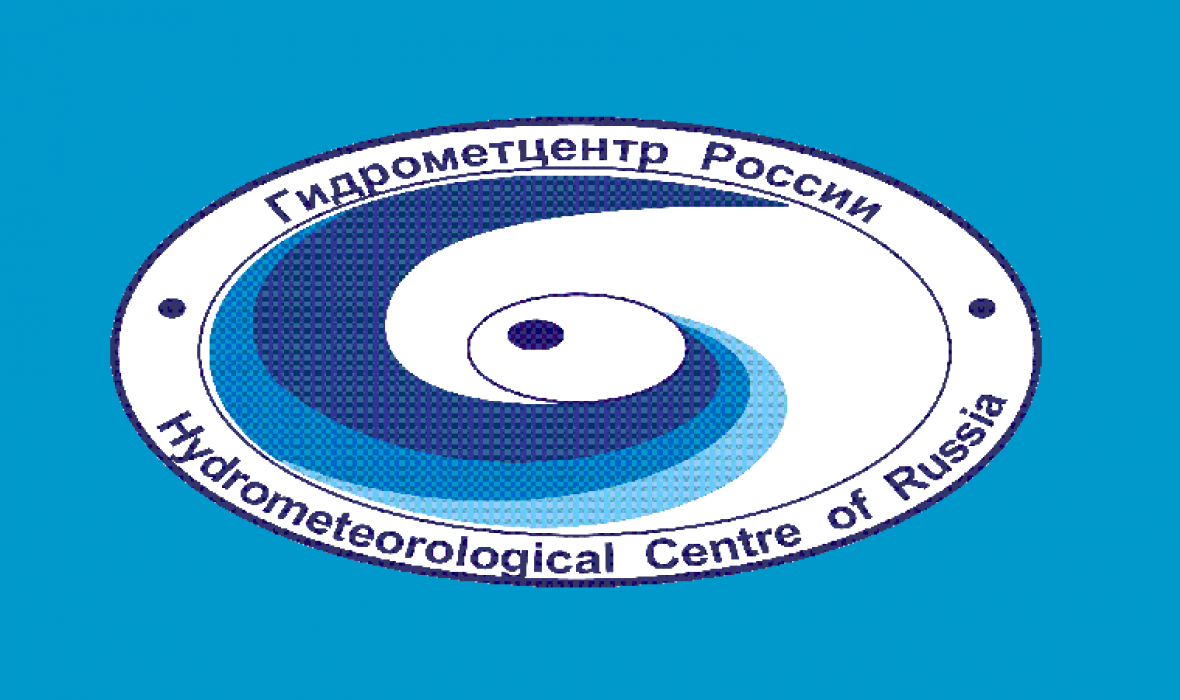 Гидрометцентр России
Hydrometeorological Centre of Russia